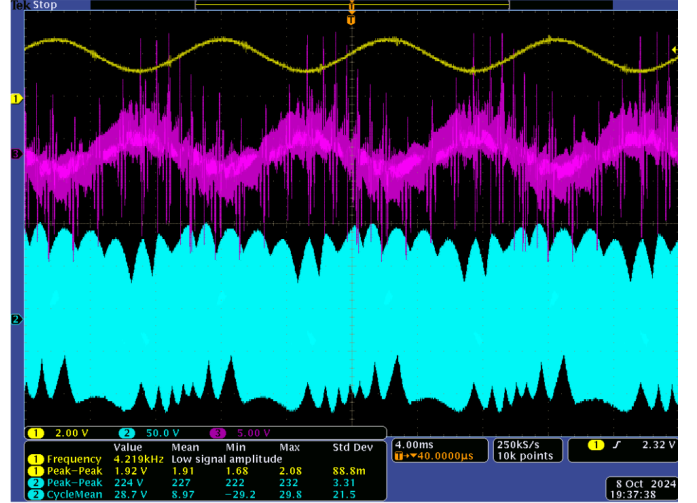 Tek Stop
T
T
1
3
2
1 2.00 V 2 50.0 V 3 5.00 V
Value Mean Min Max Std Dev
1 Frequency 4.219kHz Low signal amplitude
1 Peak-Peak 1.92 V 1.91 1.68 2.08 88.8m
2 Peak-Peak 224 V 227 222 232 3.31
2 CycleMean 28.7 V 8.97 -29.2 29.8 21.5
4.00ms
T→▼40.0000µs
250kS/s
10k points
1 ƒ 2.32 V
8 Oct 2024
19:37:38